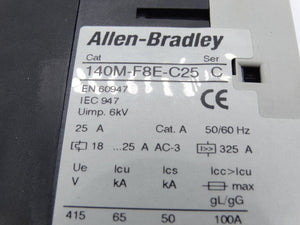 Allen-Bradley
Cat Ser
140M-F8E-C25 C
EN 60947
IEC 947
Uimp. 6kV
CE
25 A Cat. A 50/60 Hz
18 ...25 A AC-3 I>> 325 A
Ue Icu Ics Icc>Icu
V kA kA max
gL/gG
415 65 50 100A